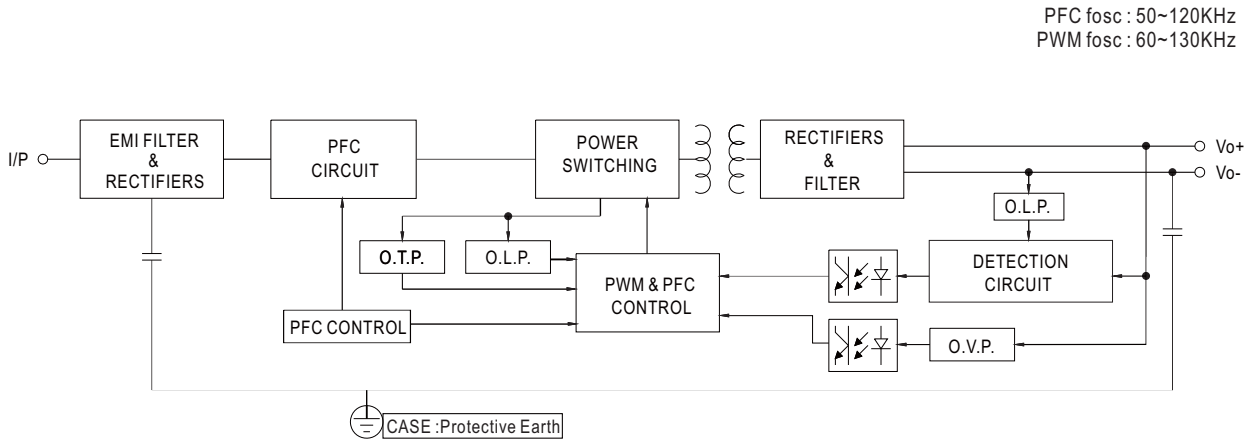 PFC fosc : 50~120KHz
PWM fosc : 60~130KHz
I/P
EMI FILTER
&
RECTIFIERS
PFC
CIRCUIT
POWER
SWITCHING
RECTIFIERS
&
FILTER
Vo+
Vo-
O.L.P.
O.T.P.
O.L.P.
PWM & PFC
CONTROL
DETECTION
CIRCUIT
PFC CONTROL
O.V.P.
CASE :Protective Earth